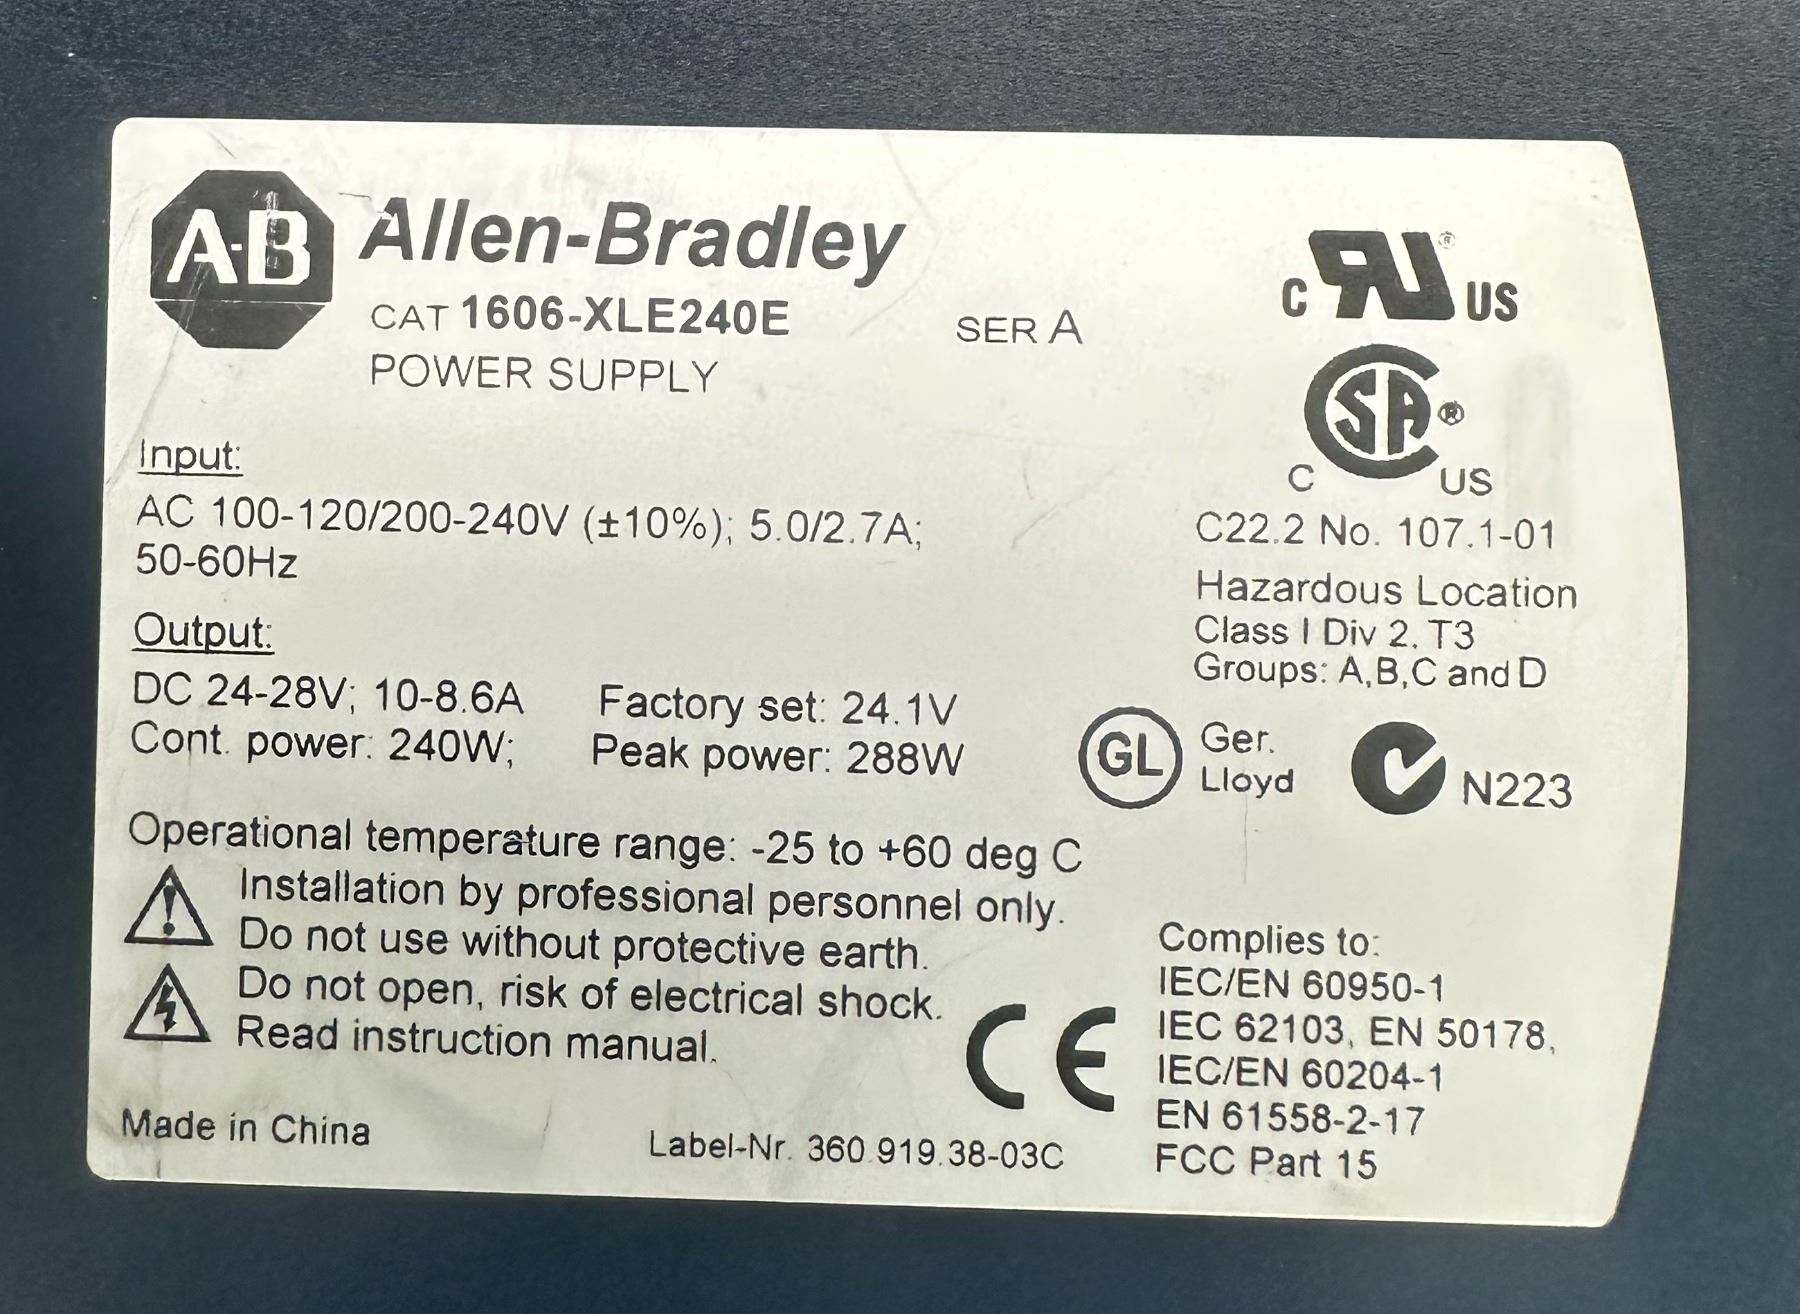 A-B Allen-Bradley
CAT 1606-XLE240E SER A
POWER SUPPLY
Input:
AC 100-120/200-240V (±10%); 5.0/2.7A;
50-60Hz
Output:
DC 24-28V; 10-8.6A Factory set: 24.1V
Cont. power: 240W; Peak power: 288W
Operational temperature range: -25 to +60 deg C
Installation by professional personnel only.
Do not use without protective earth.
Do not open, risk of electrical shock.
Read instruction manual.
Made in China
Label-Nr. 360.919.38-03C
C RU® US
CSA®
C US
C22.2 No. 107.1-01
Hazardous Location
Class I Div 2, T3
Groups: A,B,C and D
GL Ger.
Lloyd
N223
CE
Complies to:
IEC/EN 60950-1
IEC 62103, EN 50178,
IEC/EN 60204-1
EN 61558-2-17
FCC Part 15